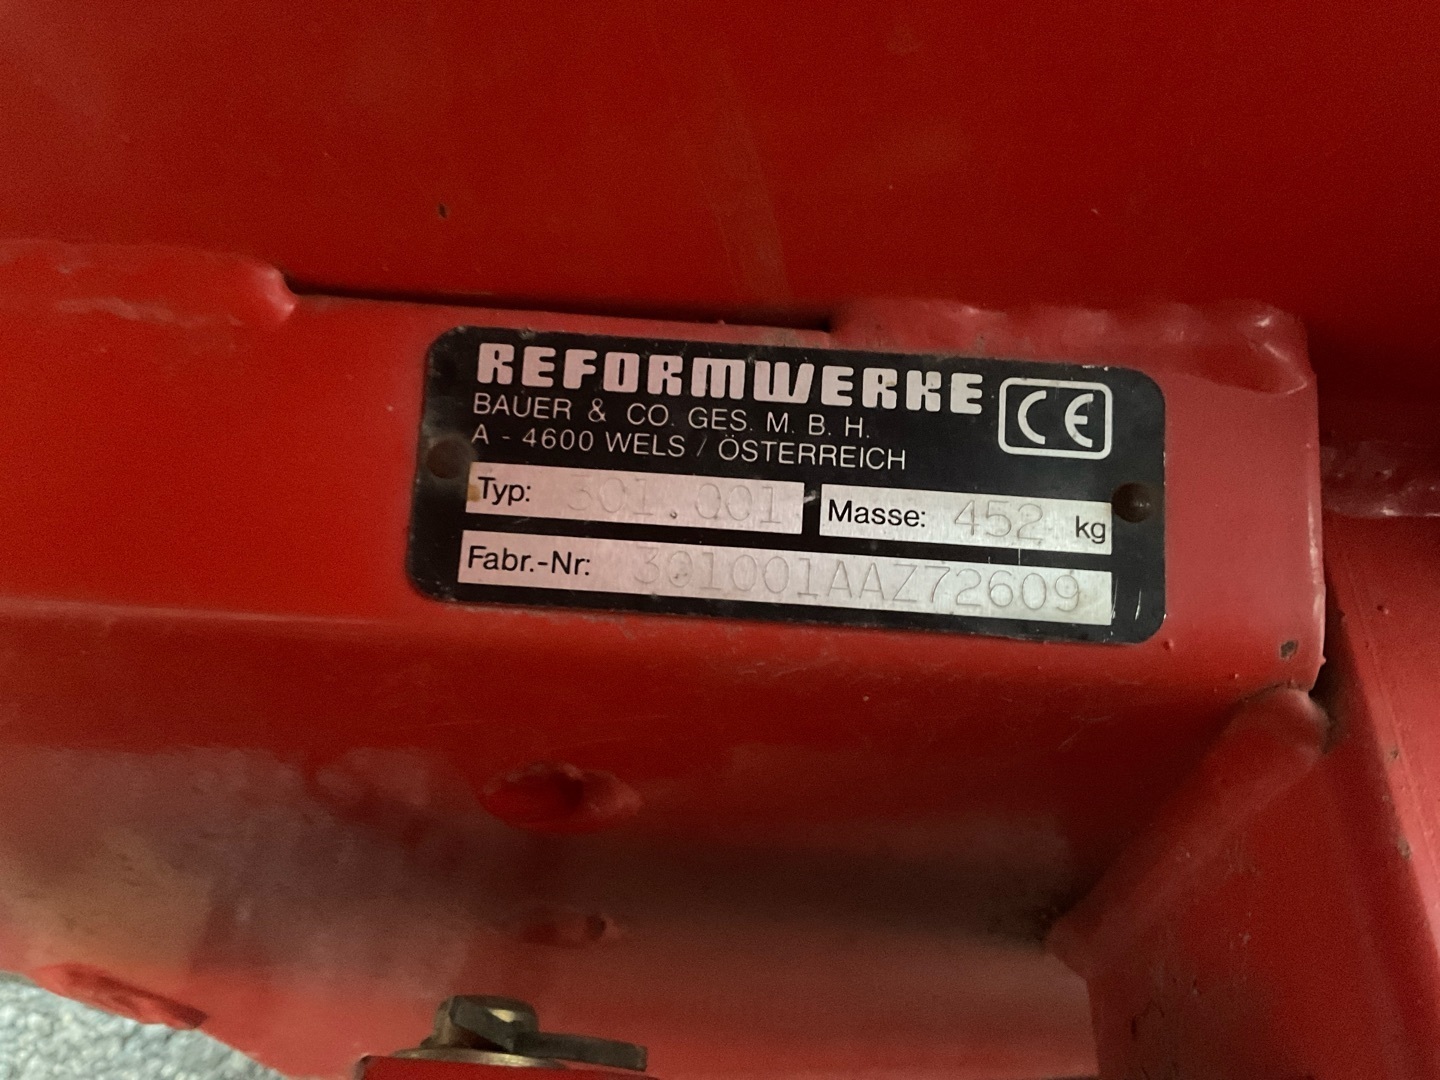 REFORMWERKE CE
BAUER & CO. GES. M. B. H.
A - 4600 WELS / ÖSTERREICH
Typ: 301.001 Masse: 452 kg
Fabr.-Nr: 301001AAZ72609